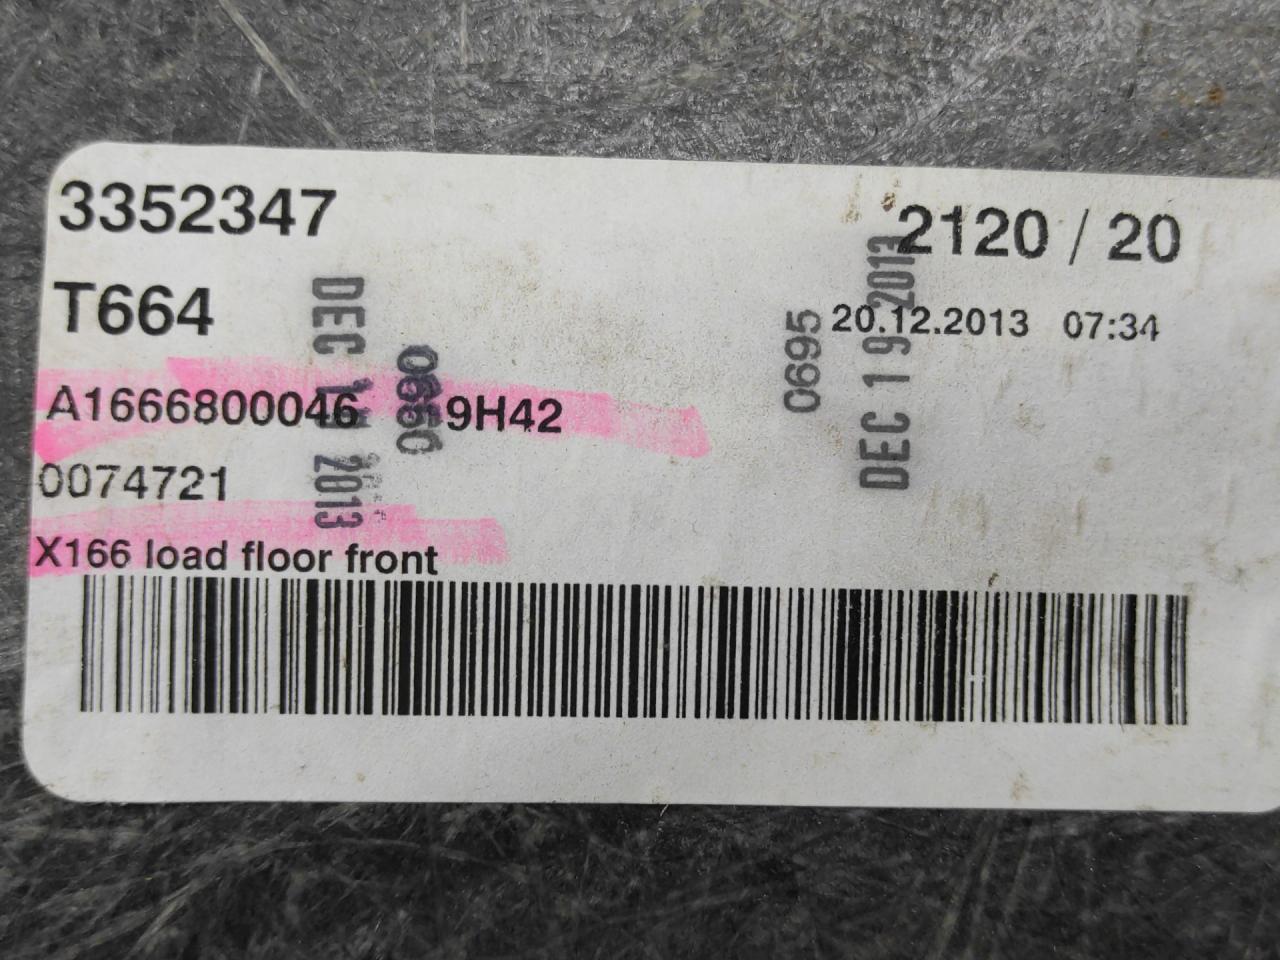 3352347
2120 / 20
T664
20.12.2013 07:34
A1666800046 9H42
0074721
X166 load floor front
0695
DEC 19 2013